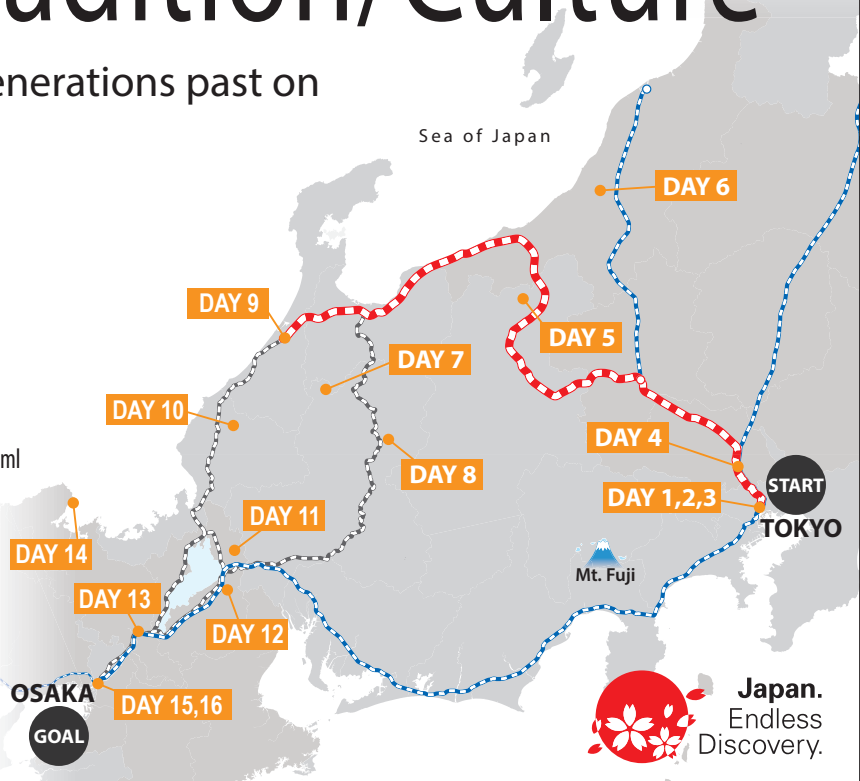 adition/Culture
enerations past on
Sea of Japan
DAY 6
DAY 9
DAY 5
DAY 7
DAY 10
DAY 4
ml
DAY 8
START
DAY 1,2,3
TOKYO
DAY 11
DAY 14
Mt. Fuji
DAY 13
DAY 12
OSAKA
DAY 15,16
GOAL
Japan.
Endless
Discovery.